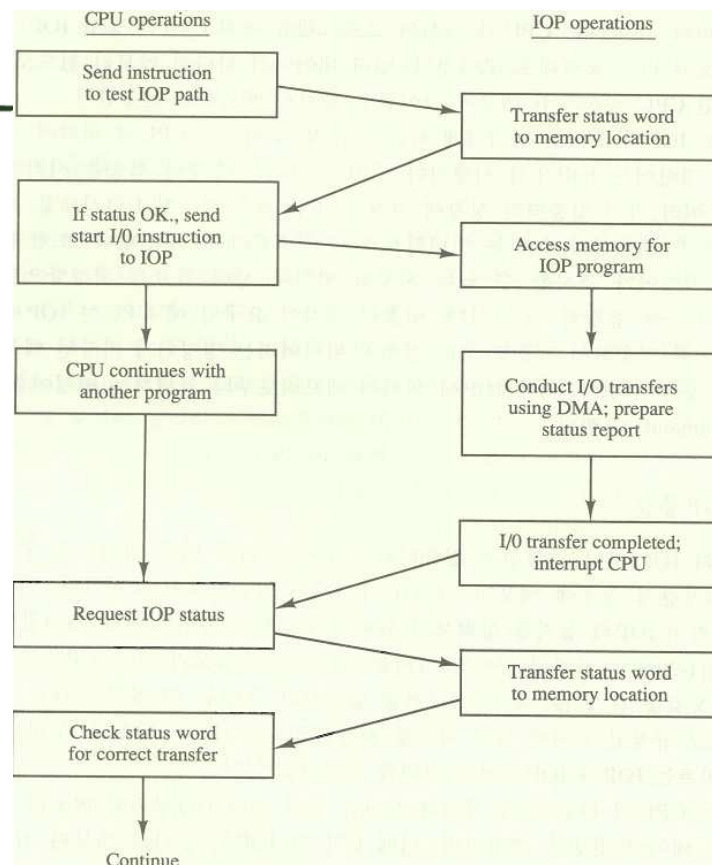 CPU operations
IOP operations
Send instruction
to test IOP path
Transfer status word
to memory location
If status OK., send
start I/0 instruction
to IOP
Access memory for
IOP program
CPU continues with
another program
Conduct I/O transfers
using DMA; prepare
status report
I/0 transfer completed;
interrupt CPU
Request IOP status
Transfer status word
to memory location
Check status word
for correct transfer
Continue